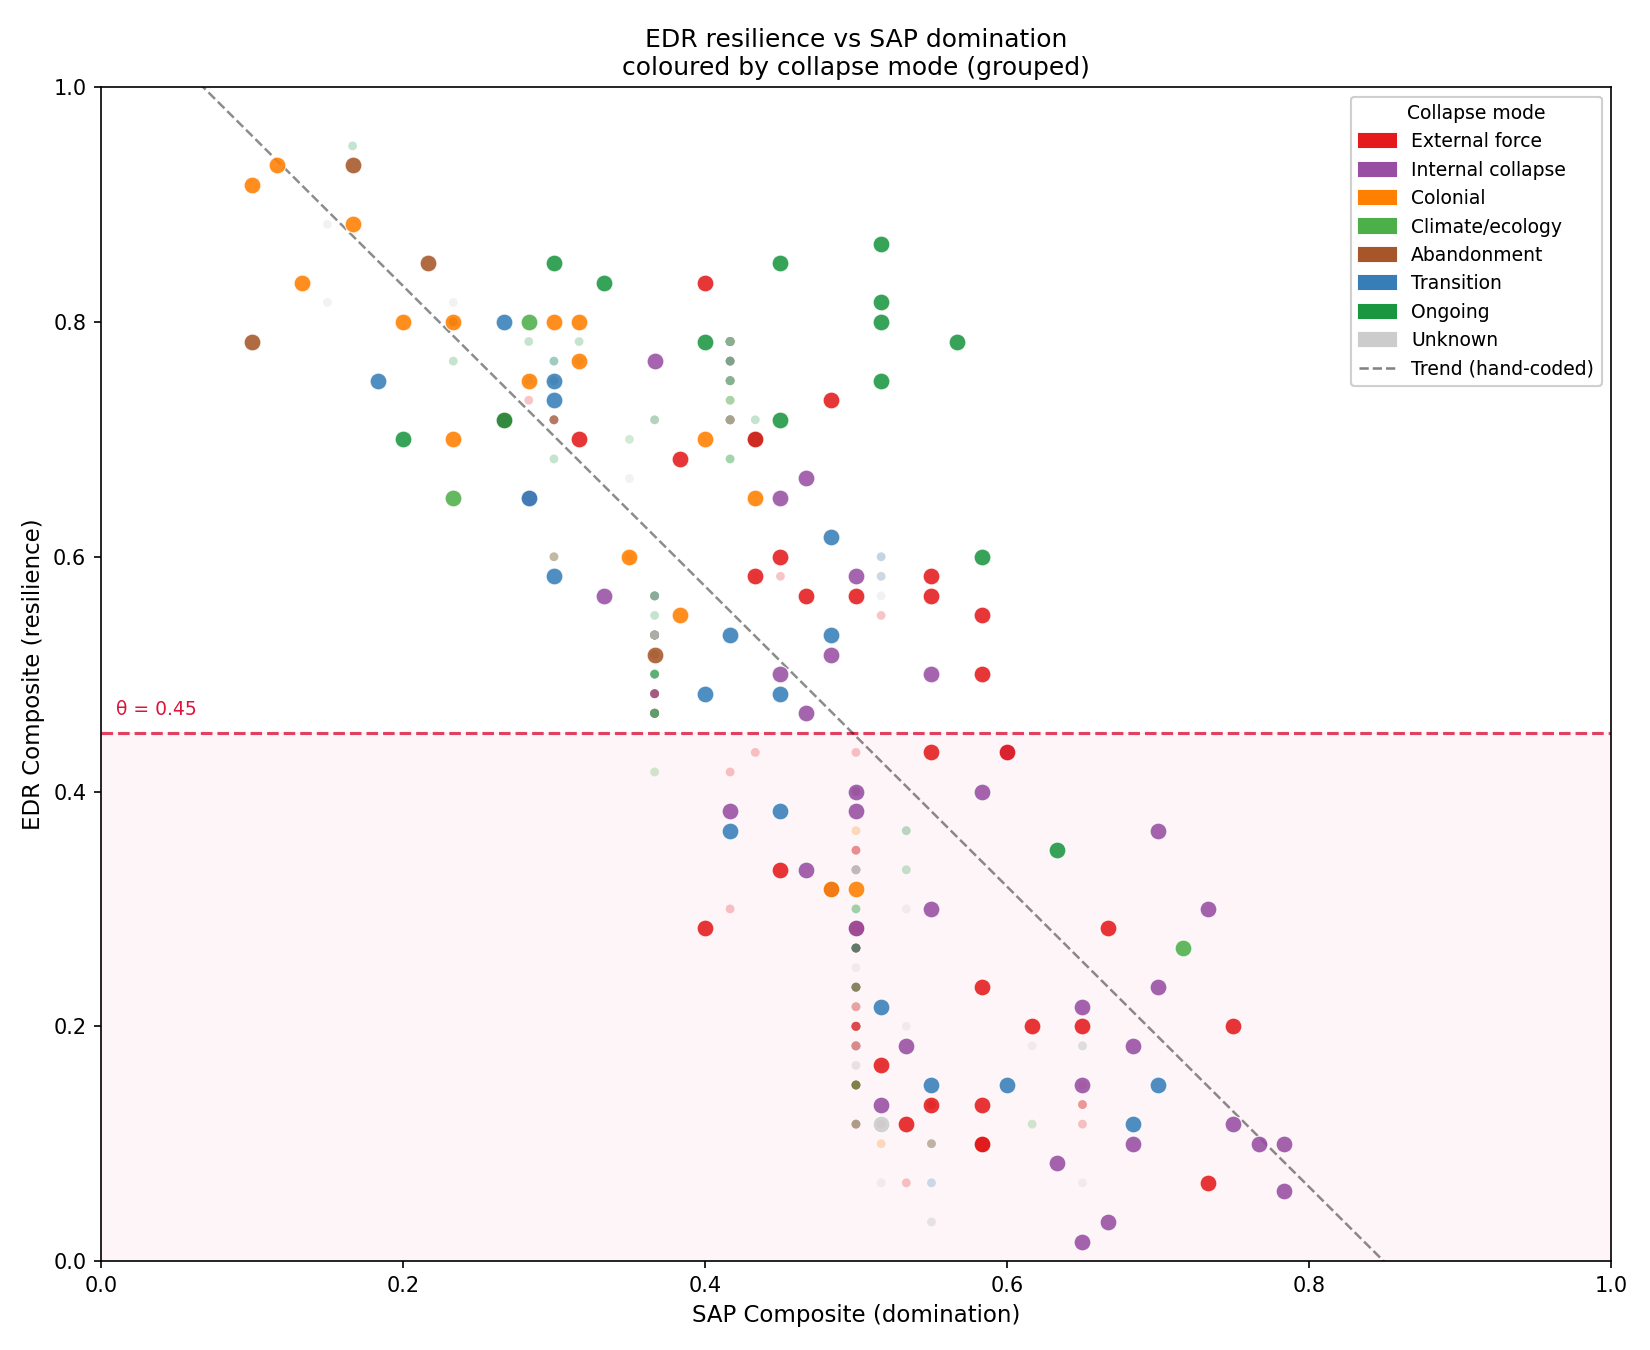 EDR resilience vs SAP domination
coloured by collapse mode (grouped)
EDR Composite (resilience)
1.0
0.8
0.6
0.4
0.2
0.0
θ = 0.45
Collapse mode
External force
Internal collapse
Colonial
Climate/ecology
Abandonment
Transition
Ongoing
Unknown
Trend (hand-coded)
0.0 0.2 0.4 0.6 0.8 1.0
SAP Composite (domination)